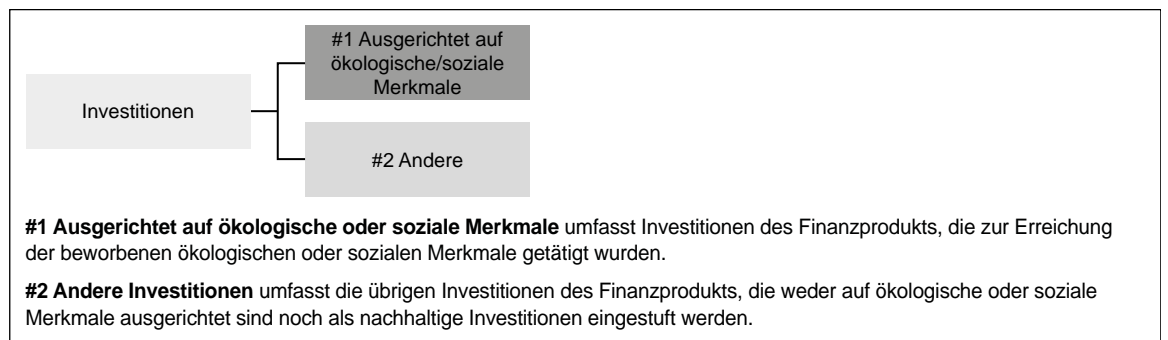 #1 Ausgerichtet auf
ökologische/soziale
Merkmale
Investitionen
#2 Andere
#1 Ausgerichtet auf ökologische oder soziale Merkmale umfasst Investitionen des Finanzprodukts, die zur Erreichung
der beworbenen ökologischen oder sozialen Merkmale getätigt wurden.
#2 Andere Investitionen umfasst die übrigen Investitionen des Finanzprodukts, die weder auf ökologische oder soziale
Merkmale ausgerichtet sind noch als nachhaltige Investitionen eingestuft werden.